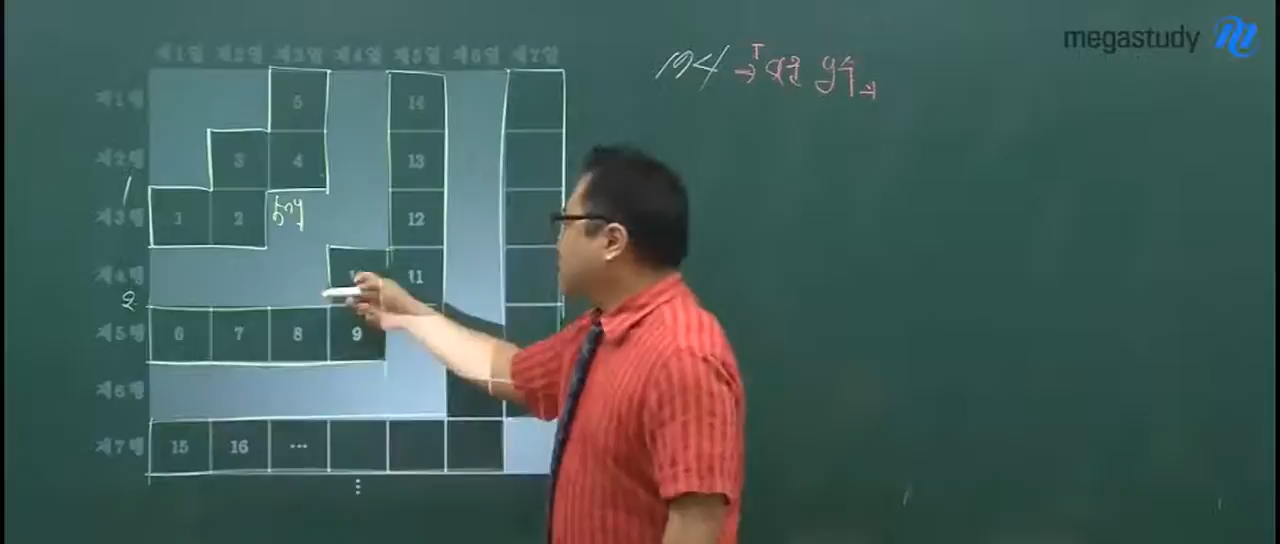 megastudy
제1열 제2열 제3열 제4열 제5열 제6열 제7열
제1행 5 14
제2행 3 4 13
1
제3행 1 2 12
제4행 11
2
제5행 6 7 8 9
제6행
제7행 15 16 ⋯
⋮